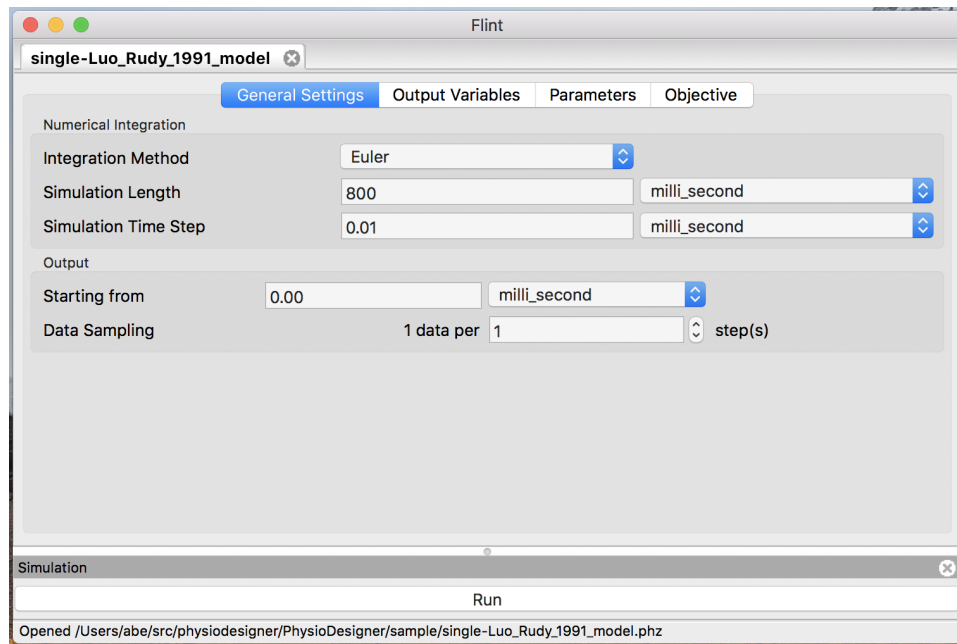 Flint
single-Luo_Rudy_1991_model
General Settings Output Variables Parameters Objective
Numerical Integration
Integration Method Euler
Simulation Length 800 milli_second
Simulation Time Step 0.01 milli_second
Output
Starting from 0.00 milli_second
Data Sampling 1 data per 1 step(s)
Simulation
Run
Opened /Users/abe/src/physiodesigner/PhysioDesigner/sample/single-Luo_Rudy_1991_model.phz